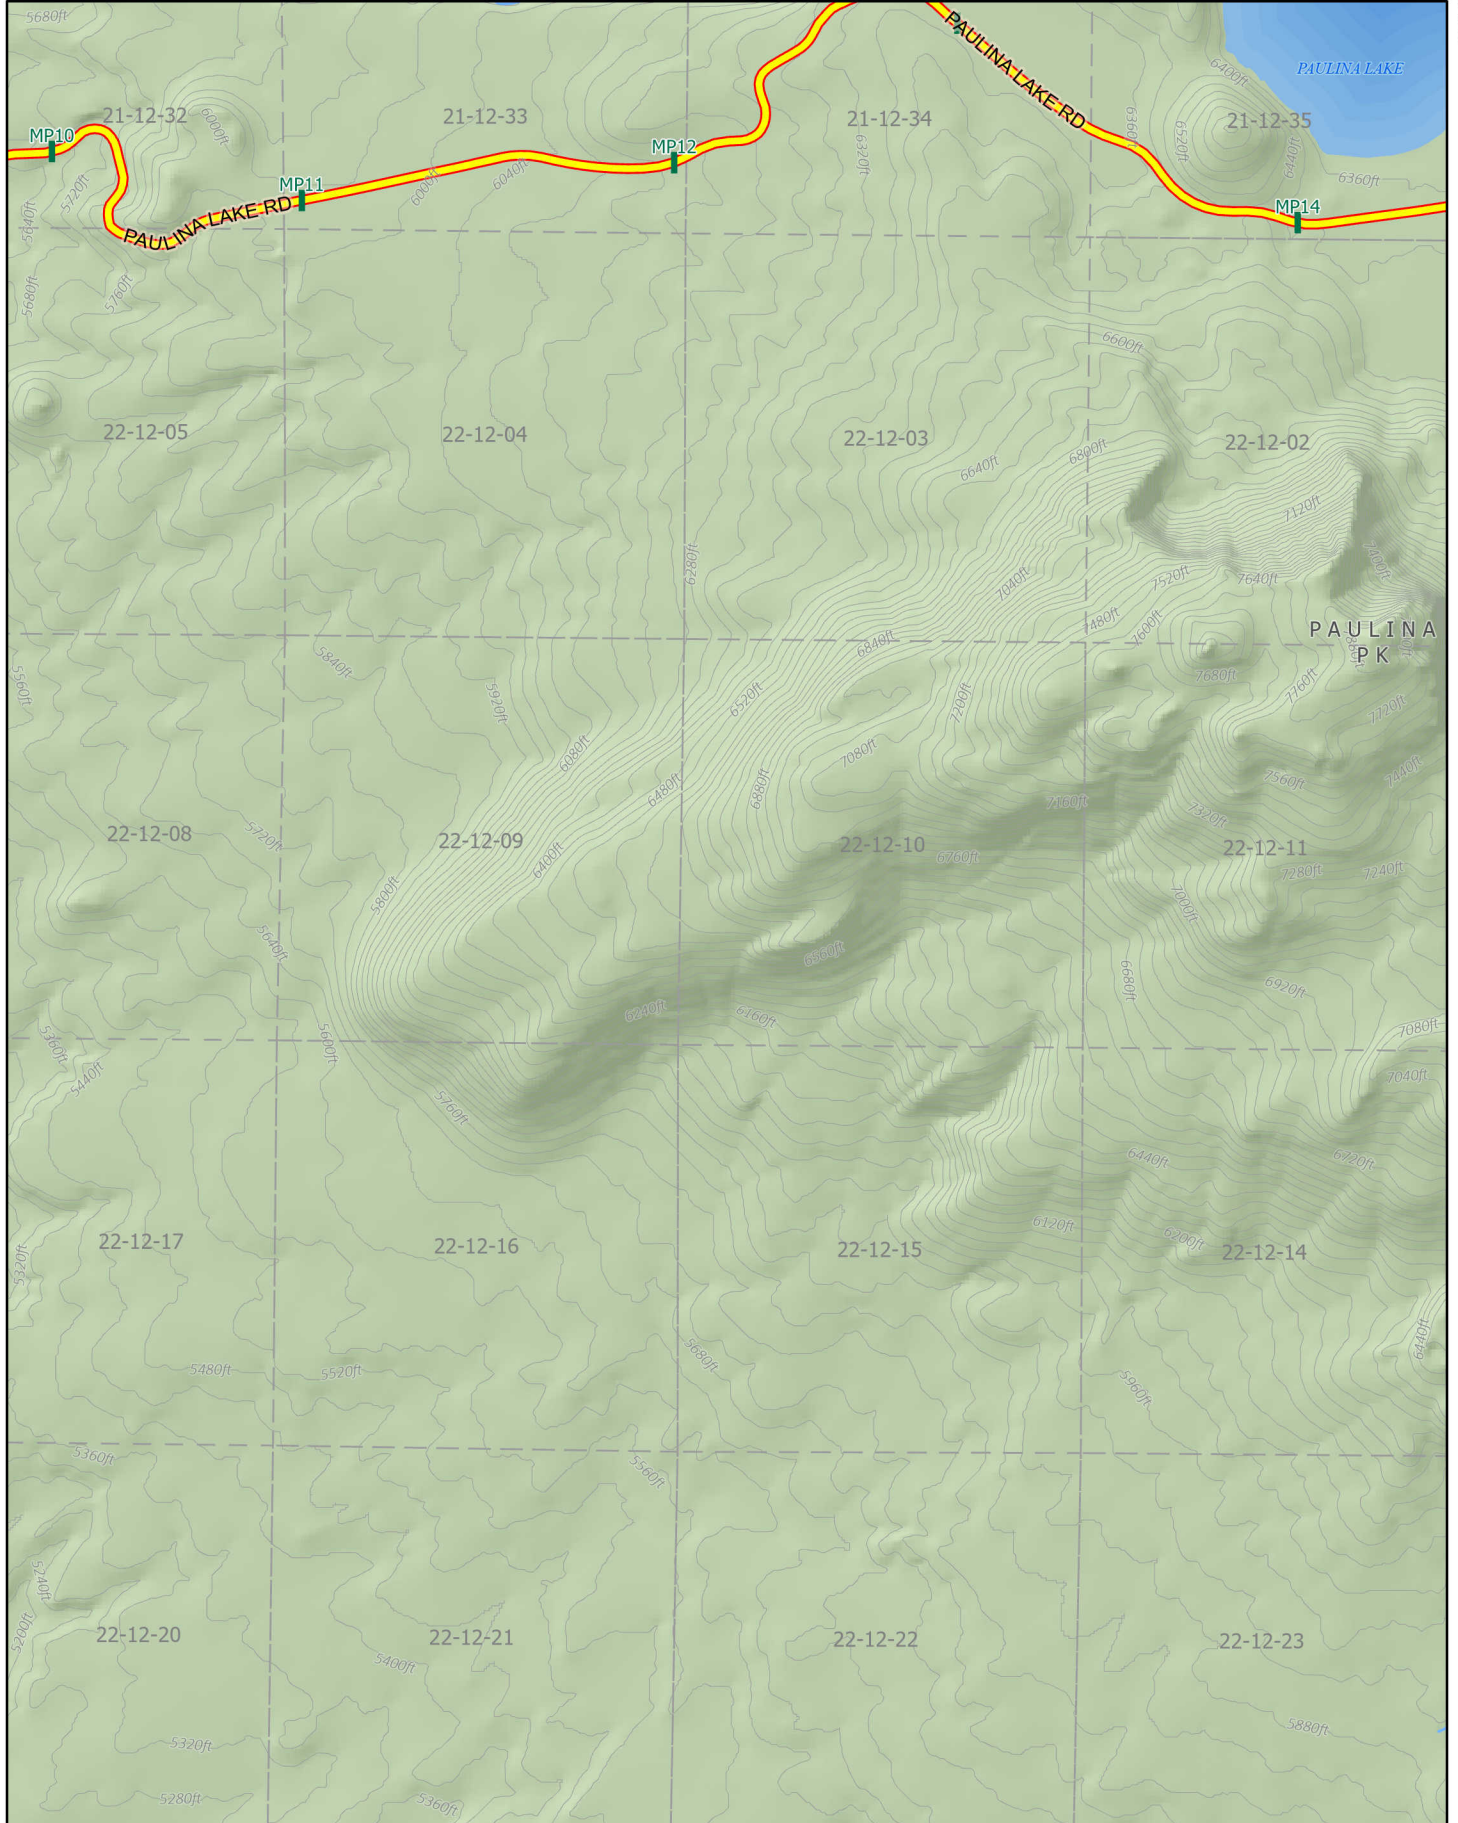 5680ft
PAULINA LAKE RD
PAULINA LAKE
6400ft
21-12-32
6000ft
21-12-33
21-12-34
6360ft
6520ft
21-12-35
MP10
MP12
6320ft
6440ft
5720ft
MP11
6000ft
6040ft
6360ft
5640ft
PAULINA LAKE RD
MP14
5680ft
5760ft
6600ft
22-12-05
22-12-04
22-12-03
22-12-02
6800ft
6640ft
7120ft
6280ft
7400ft
7040ft
7520ft
7640ft
7480ft
7600ft
PAULINA
PK
6840ft
5840ft
5560ft
5920ft
6520ft
7200ft
7680ft
7760ft
7720ft
6080ft
7080ft
6480ft
6880ft
7560ft
7440ft
7160ft
7320ft
22-12-08
5720ft
22-12-09
22-12-10
22-12-11
6400ft
6760ft
7280ft
7240ft
5800ft
7000ft
5640ft
6560ft
6680ft
6920ft
6240ft
6160ft
7080ft
5360ft
5600ft
5440ft
7040ft
5760ft
6440ft
6720ft
6120ft
6200ft
22-12-17
22-12-16
22-12-15
22-12-14
5320ft
6440ft
5680ft
5480ft
5520ft
5960ft
5360ft
5560ft
5240ft
5200ft
22-12-20
22-12-21
22-12-22
22-12-23
5400ft
5880ft
5320ft
5280ft
5360ft